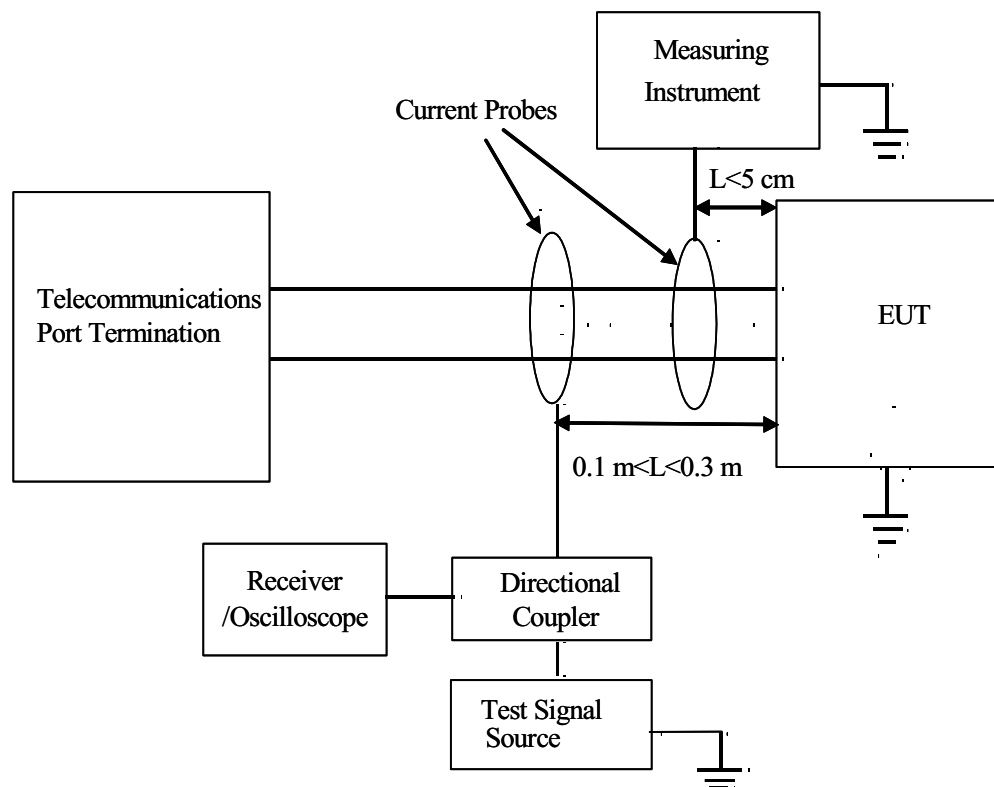 Measuring
Instrument
Current Probes
L<5 cm
Telecommunications
Port Termination
EUT
0.1 m<L<0.3 m
Receiver
/Oscilloscope
Directional
Coupler
Test Signal
Source